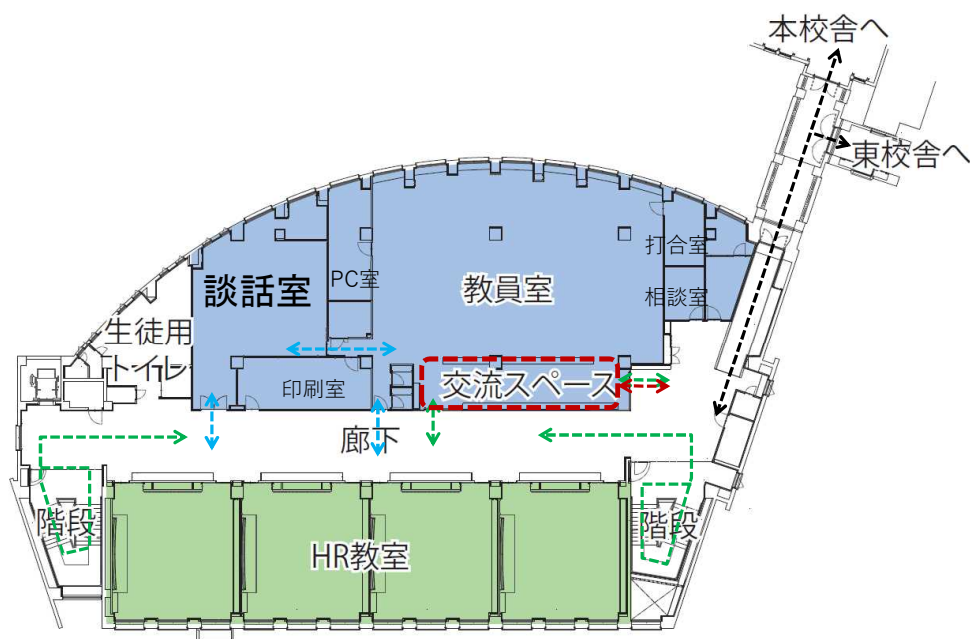 本校舎へ
東校舎へ
打合室
PC室
談話室
教員室
相談室
生徒用
トイレ
印刷室
交流スペース
廊下
階段
階段
HR教室